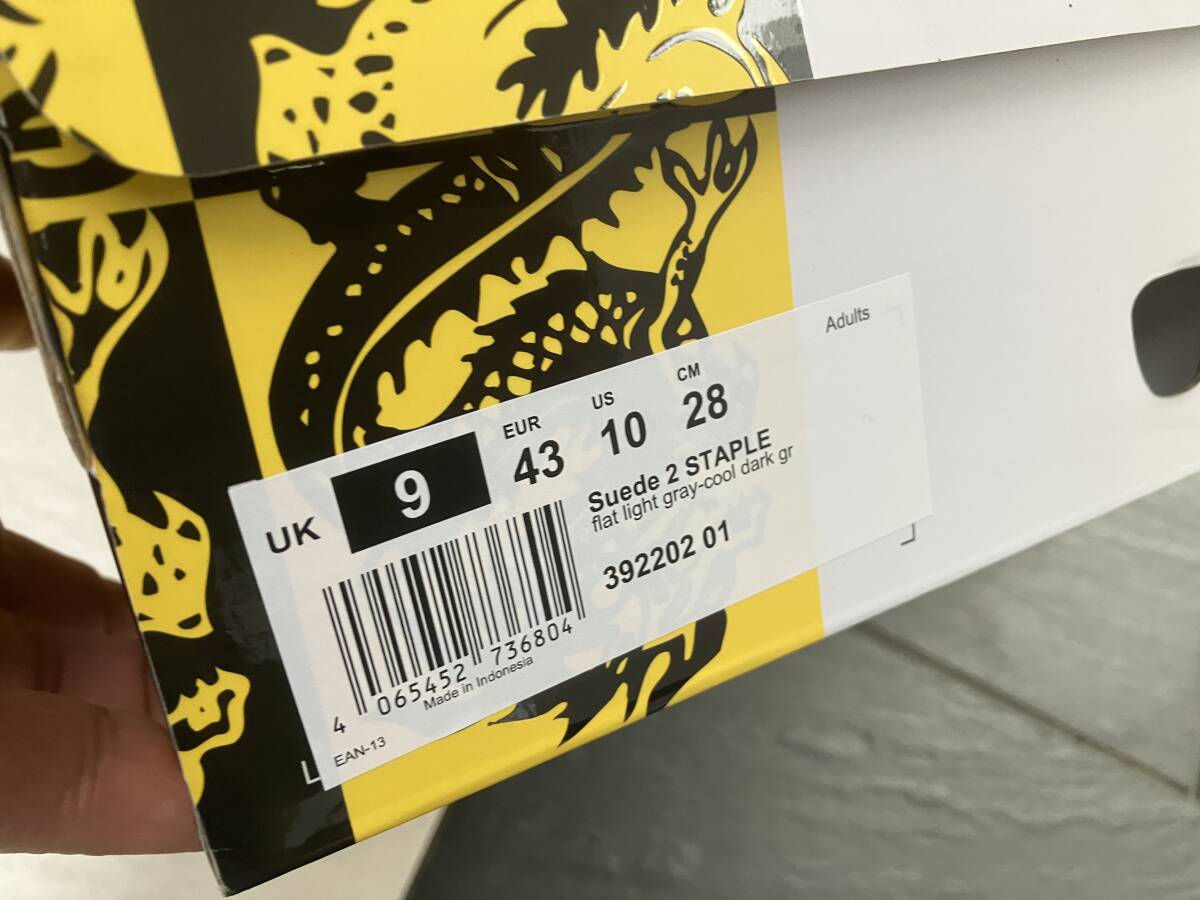 Adults
UK 9 EUR 43 US 10 CM 28
Suede 2 STAPLE
flat light gray-cool dark gr
392202 01
4 065452 736804
Made in Indonesia
EAN-13